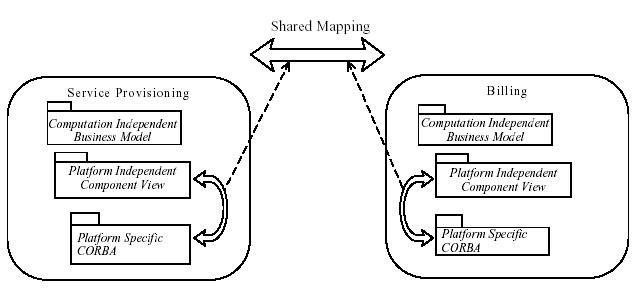 Shared Mapping
Service Provisioning
Computation Independent
Business Model
Platform Independent
Component View
Platform Specific
CORBA
Billing
Computation Independent
Business Model
Platform Independent
Component View
Platform Specific
CORBA